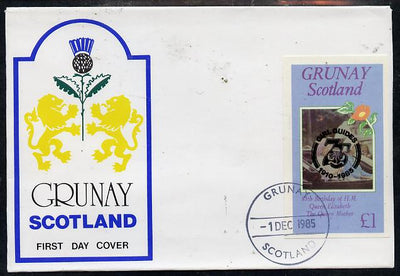 GRUNAY
SCOTLAND
FIRST DAY COVER
GRUNAY
Scotland
GIRL GUIDES
75
1910-1985
85th Birthday of H.M.
Queen Elizabeth
The Queen Mother
£1
GRUNAY
-1 DEC 1985
SCOTLAND